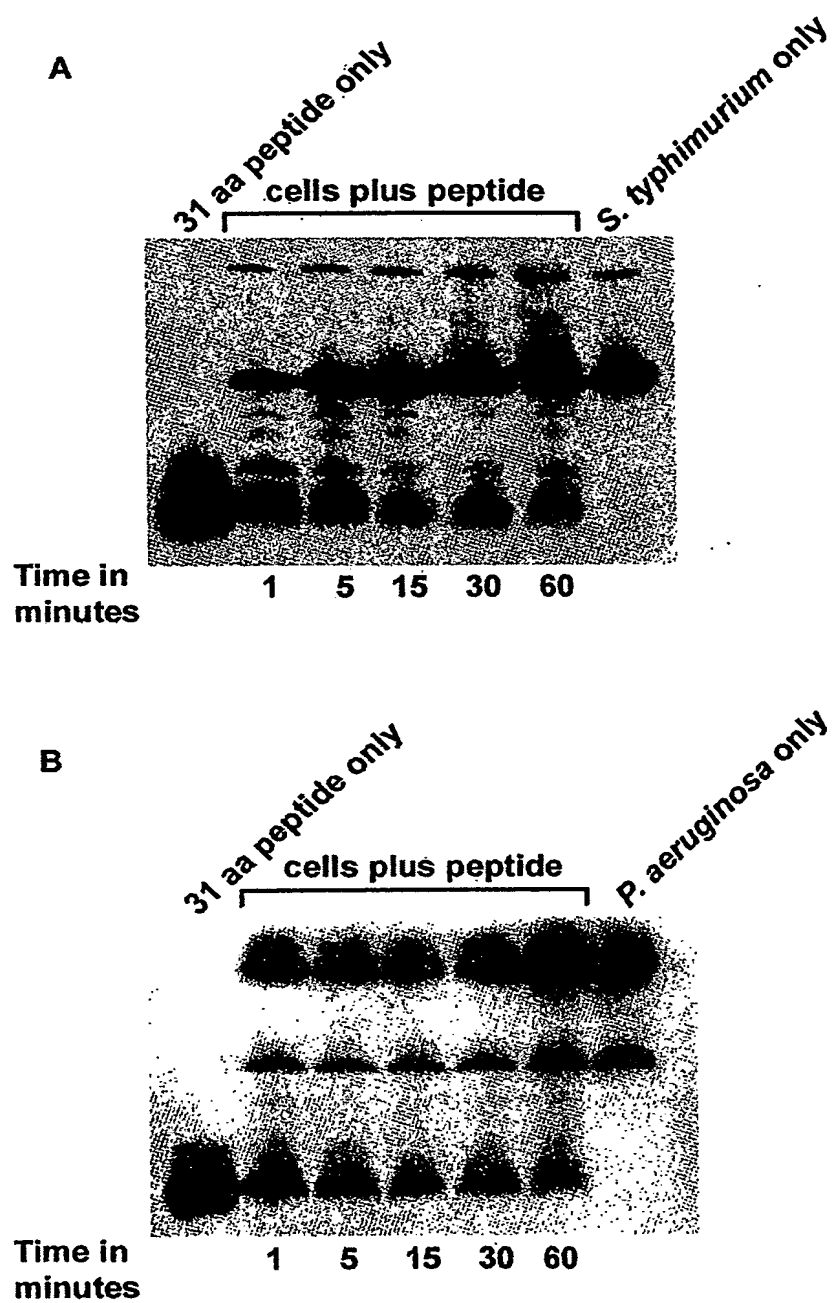 A
31 aa peptide only
cells plus peptide
S. typhimurium only
Time in
minutes
1 5 15 30 60
B
31 aa peptide only
cells plus peptide
P. aeruginosa only
Time in
minutes
1 5 15 30 60